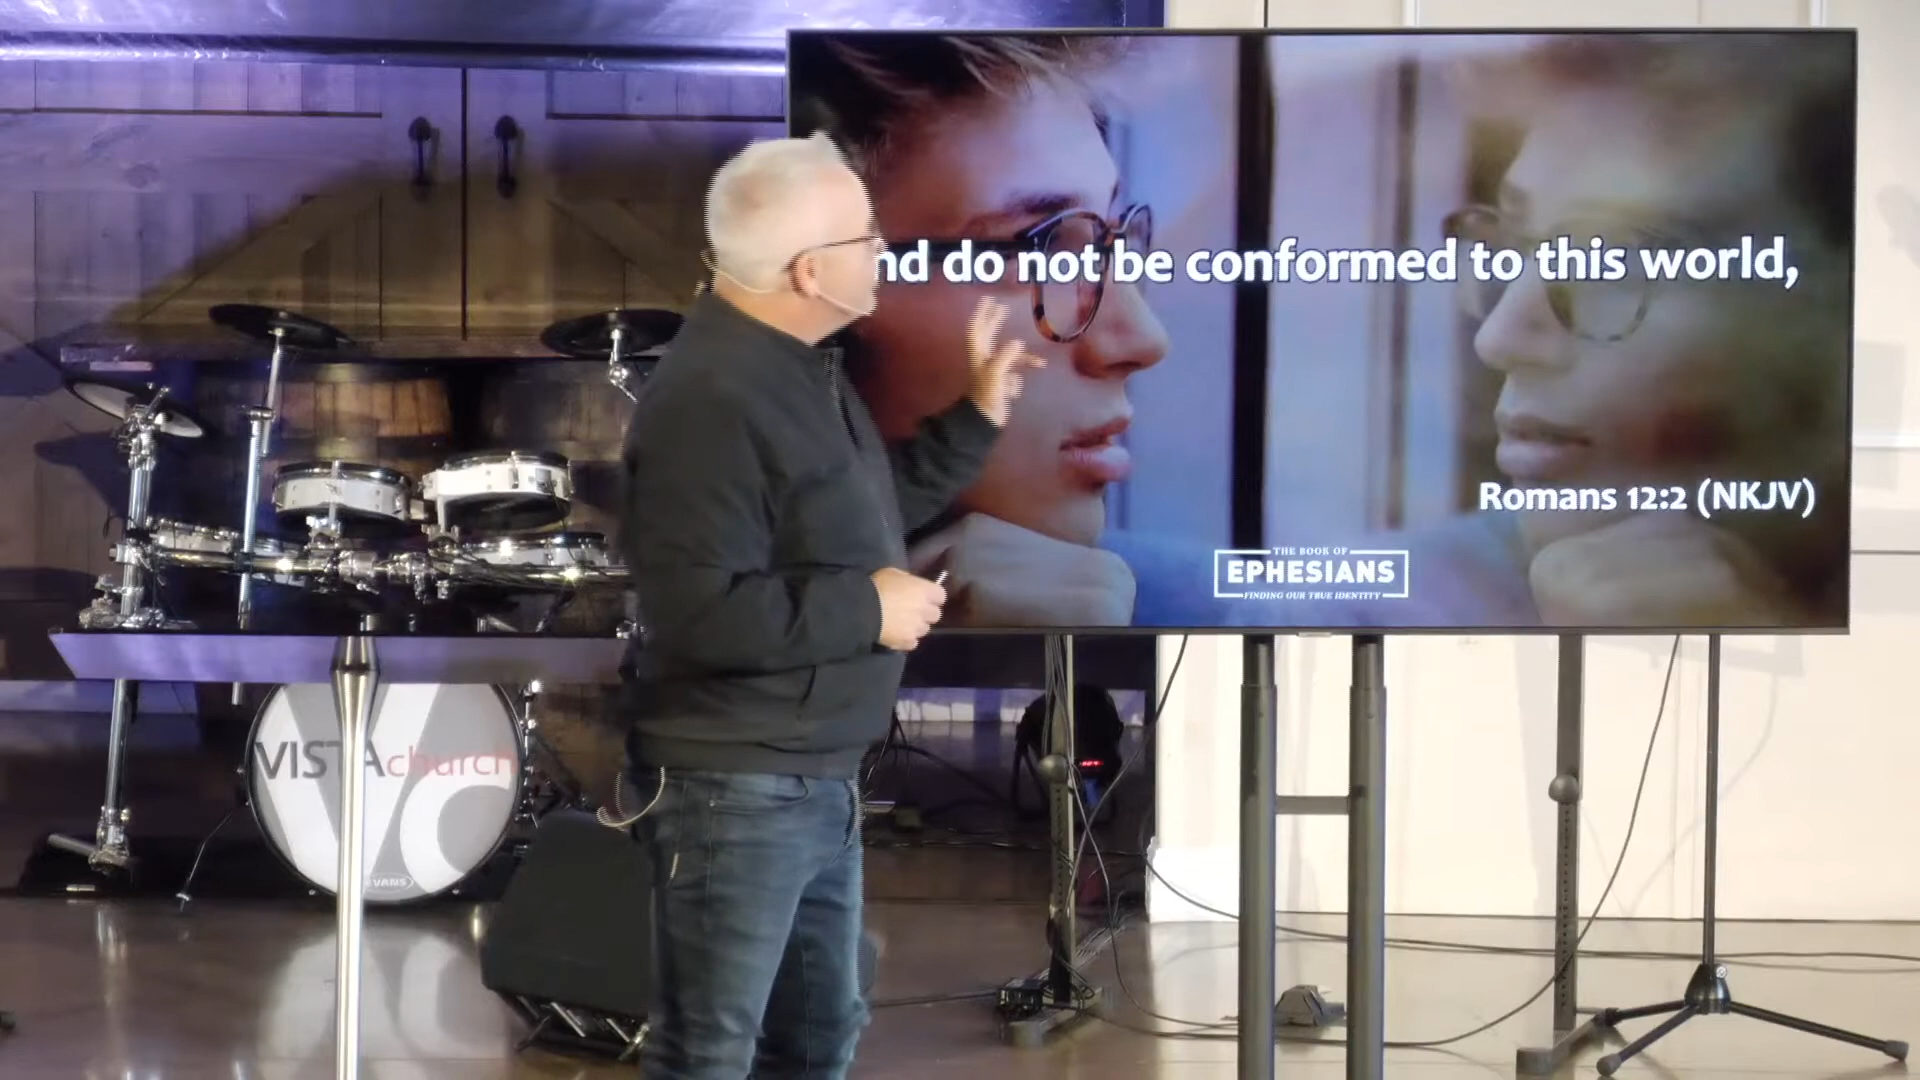 nd do not be conformed to this world,
Romans 12:2 (NKJV)
THE BOOK OF
EPHESIANS
FINDING OUR TRUE IDENTITY
VISTAchurch
VC
EVANS